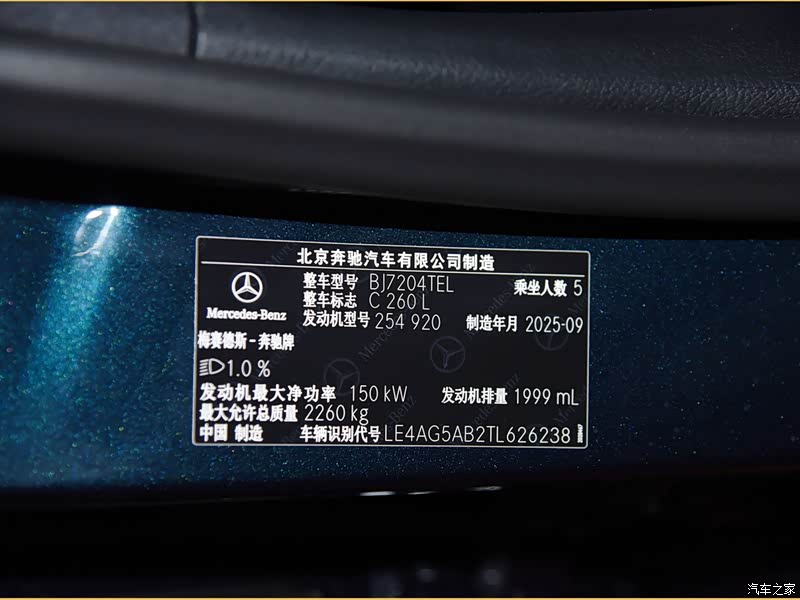 北京奔驰汽车有限公司制造
整车型号 BJ7204TEL 乘坐人数 5
整车标志 C 260 L
Mercedes-Benz 发动机型号 254 920 制造年月 2025-09
梅赛德斯-奔驰牌
1.0 %
发动机最大净功率 150 kW 发动机排量 1999 mL
最大允许总质量 2260 kg
中国 制造 车辆识别代号 LE4AG5AB2TL626238
汽车之家